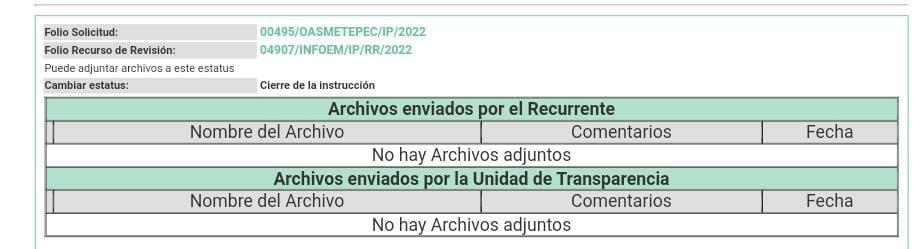 Folio Solicitud: 00495/OASMETEPEC/IP/2022
Folio Recurso de Revisión: 04907/INFOEM/IP/RR/2022
Puede adjuntar archivos a este estatus
Cambiar estatus: Cierre de la instrucción
Archivos enviados por el Recurrente
Nombre del Archivo Comentarios Fecha
No hay Archivos adjuntos
Archivos enviados por la Unidad de Transparencia
Nombre del Archivo Comentarios Fecha
No hay Archivos adjuntos